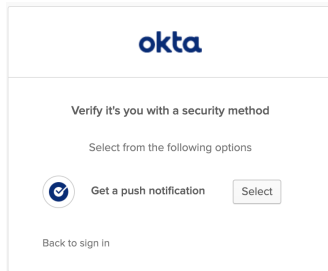 okta
Verify it's you with a security method
Select from the following options
Get a push notification Select
Back to sign in